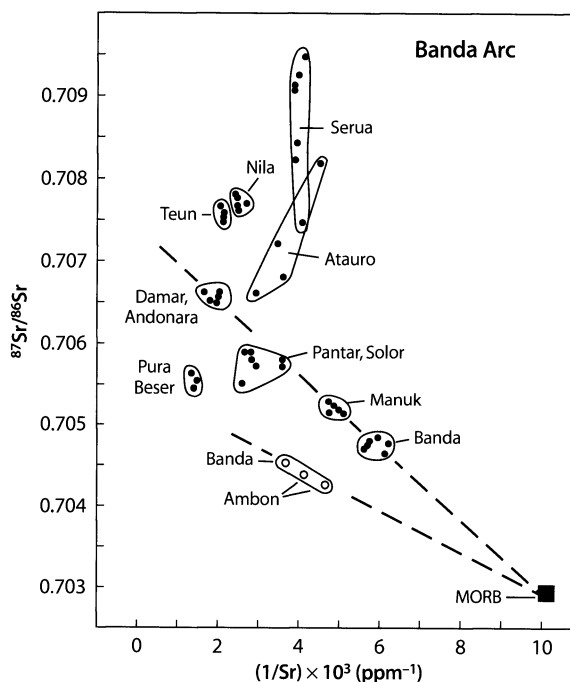 Banda Arc
0.709
Serua
0.708
Nila
Teun
0.707
Atauro
Damar,
Andonara
0.706
Pantar, Solor
Pura
Beser
Manuk
0.705
Banda
Banda
0.704
Ambon
0.703
MORB
⁸⁷Sr/⁸⁶Sr
0 2 4 6 8 10
(1/Sr) × 10³ (ppm⁻¹)